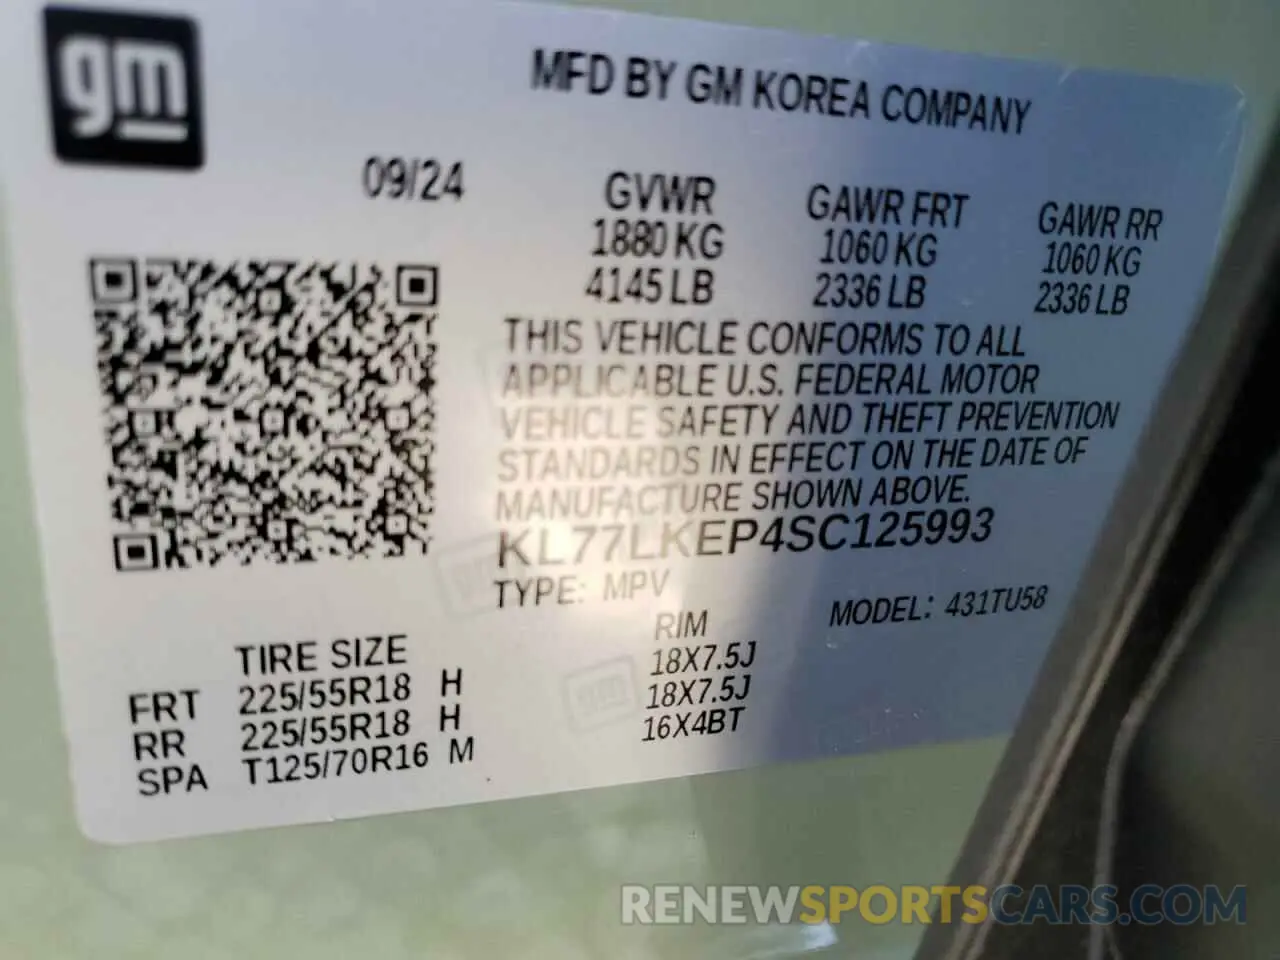 gm
MFD BY GM KOREA COMPANY
09/24
GVWR GAWR FRT GAWR RR
1880 KG 1060 KG 1060 KG
4145 LB 2336 LB 2336 LB
THIS VEHICLE CONFORMS TO ALL
APPLICABLE U.S. FEDERAL MOTOR
VEHICLE SAFETY AND THEFT PREVENTION
STANDARDS IN EFFECT ON THE DATE OF
MANUFACTURE SHOWN ABOVE.
KL77LKEP4SC125993
TYPE: MPV MODEL: 431TU58
TIRE SIZE RIM
FRT 225/55R18 H 18X7.5J
RR 225/55R18 H 18X7.5J
SPA T125/70R16 M 16X4BT
gm
gm
RENEWSPORTSCARS.COM